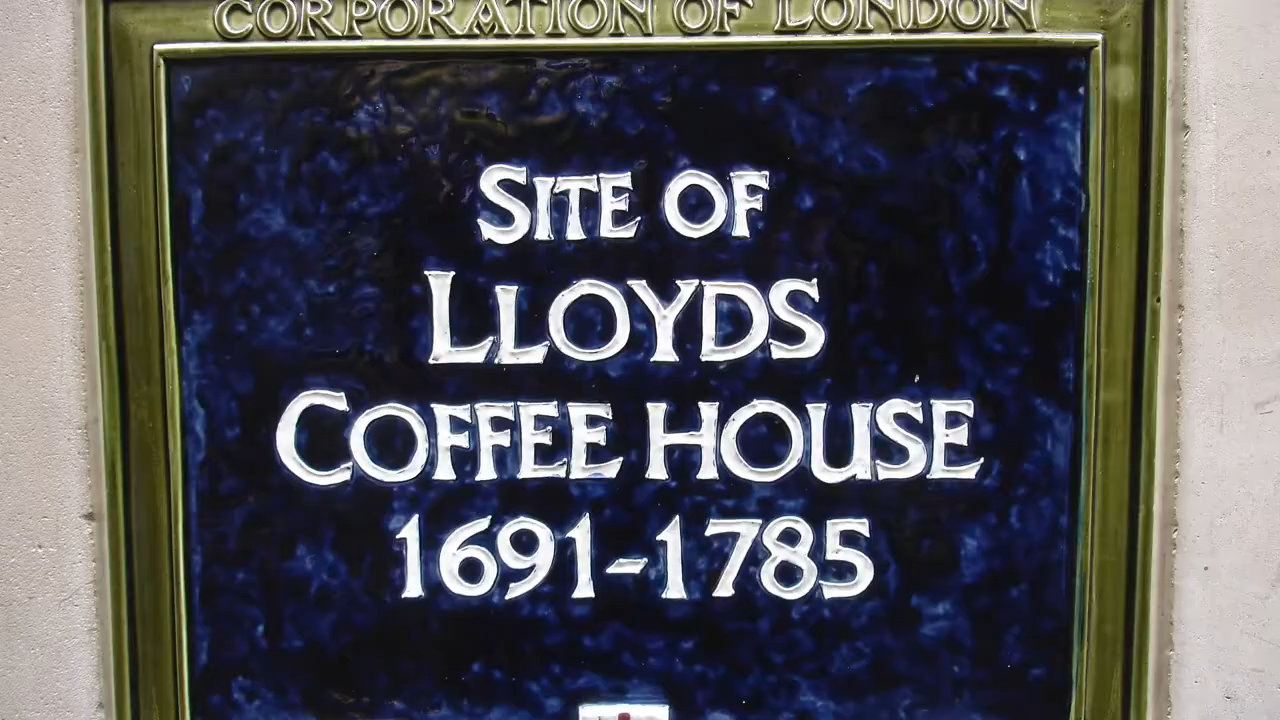 CORPORATION OF LONDON
SITE OF
LLOYDS
COFFEE HOUSE
1691-1785